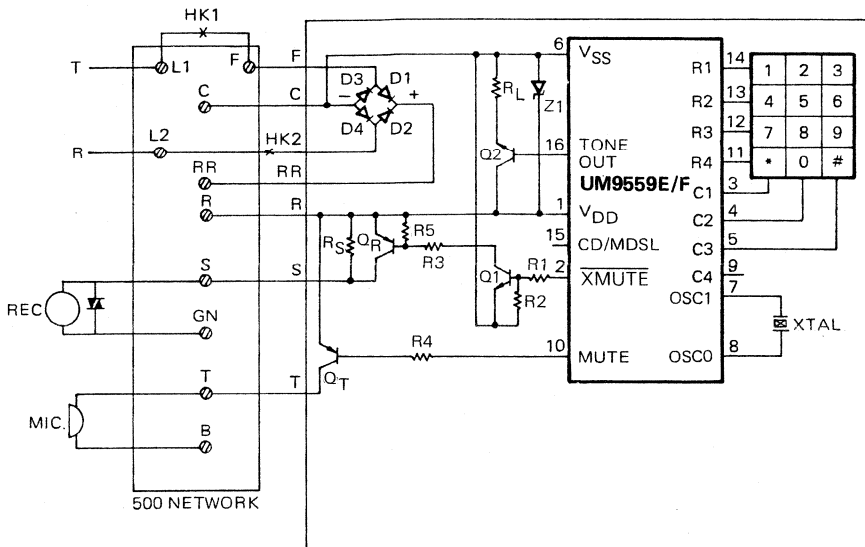 HK1
T
L1
F
F
C
C
D3
D1
−
+
D4
D2
L2
HK2
R
RR
RR
R
R
S
S
REC
GN
T
T
MIC.
B
500 NETWORK
RL
Z1
Q2
RS
QR
R5
R3
Q1
R1
R2
R4
QT
6
VSS
16
TONE
OUT
UM9559E/F
1
VDD
15
CD/MDSL
2
XMUTE
10
MUTE
R1
14
R2
13
R3
12
R4
11
C1
3
C2
4
C3
5
C4
9
OSC1
7
OSC0
8
1 2 3
4 5 6
7 8 9
* 0 #
XTAL